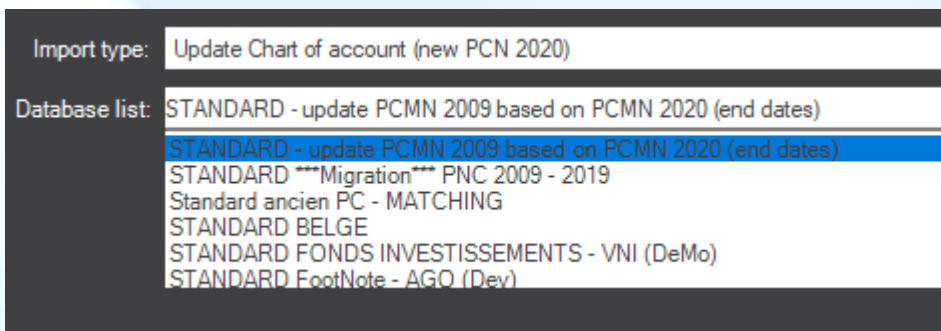 Import type: Update Chart of account (new PCN 2020)
Database list: STANDARD - update PCMN 2009 based on PCMN 2020 (end dates)
STANDARD - update PCMN 2009 based on PCMN 2020 (end dates)
STANDARD ***Migration*** PNC 2009 - 2019
Standard ancien PC - MATCHING
STANDARD BELGE
STANDARD FONDS INVESTISSEMENTS - VNI (DeMo)
STANDARD FootNote - AGO (Dev)